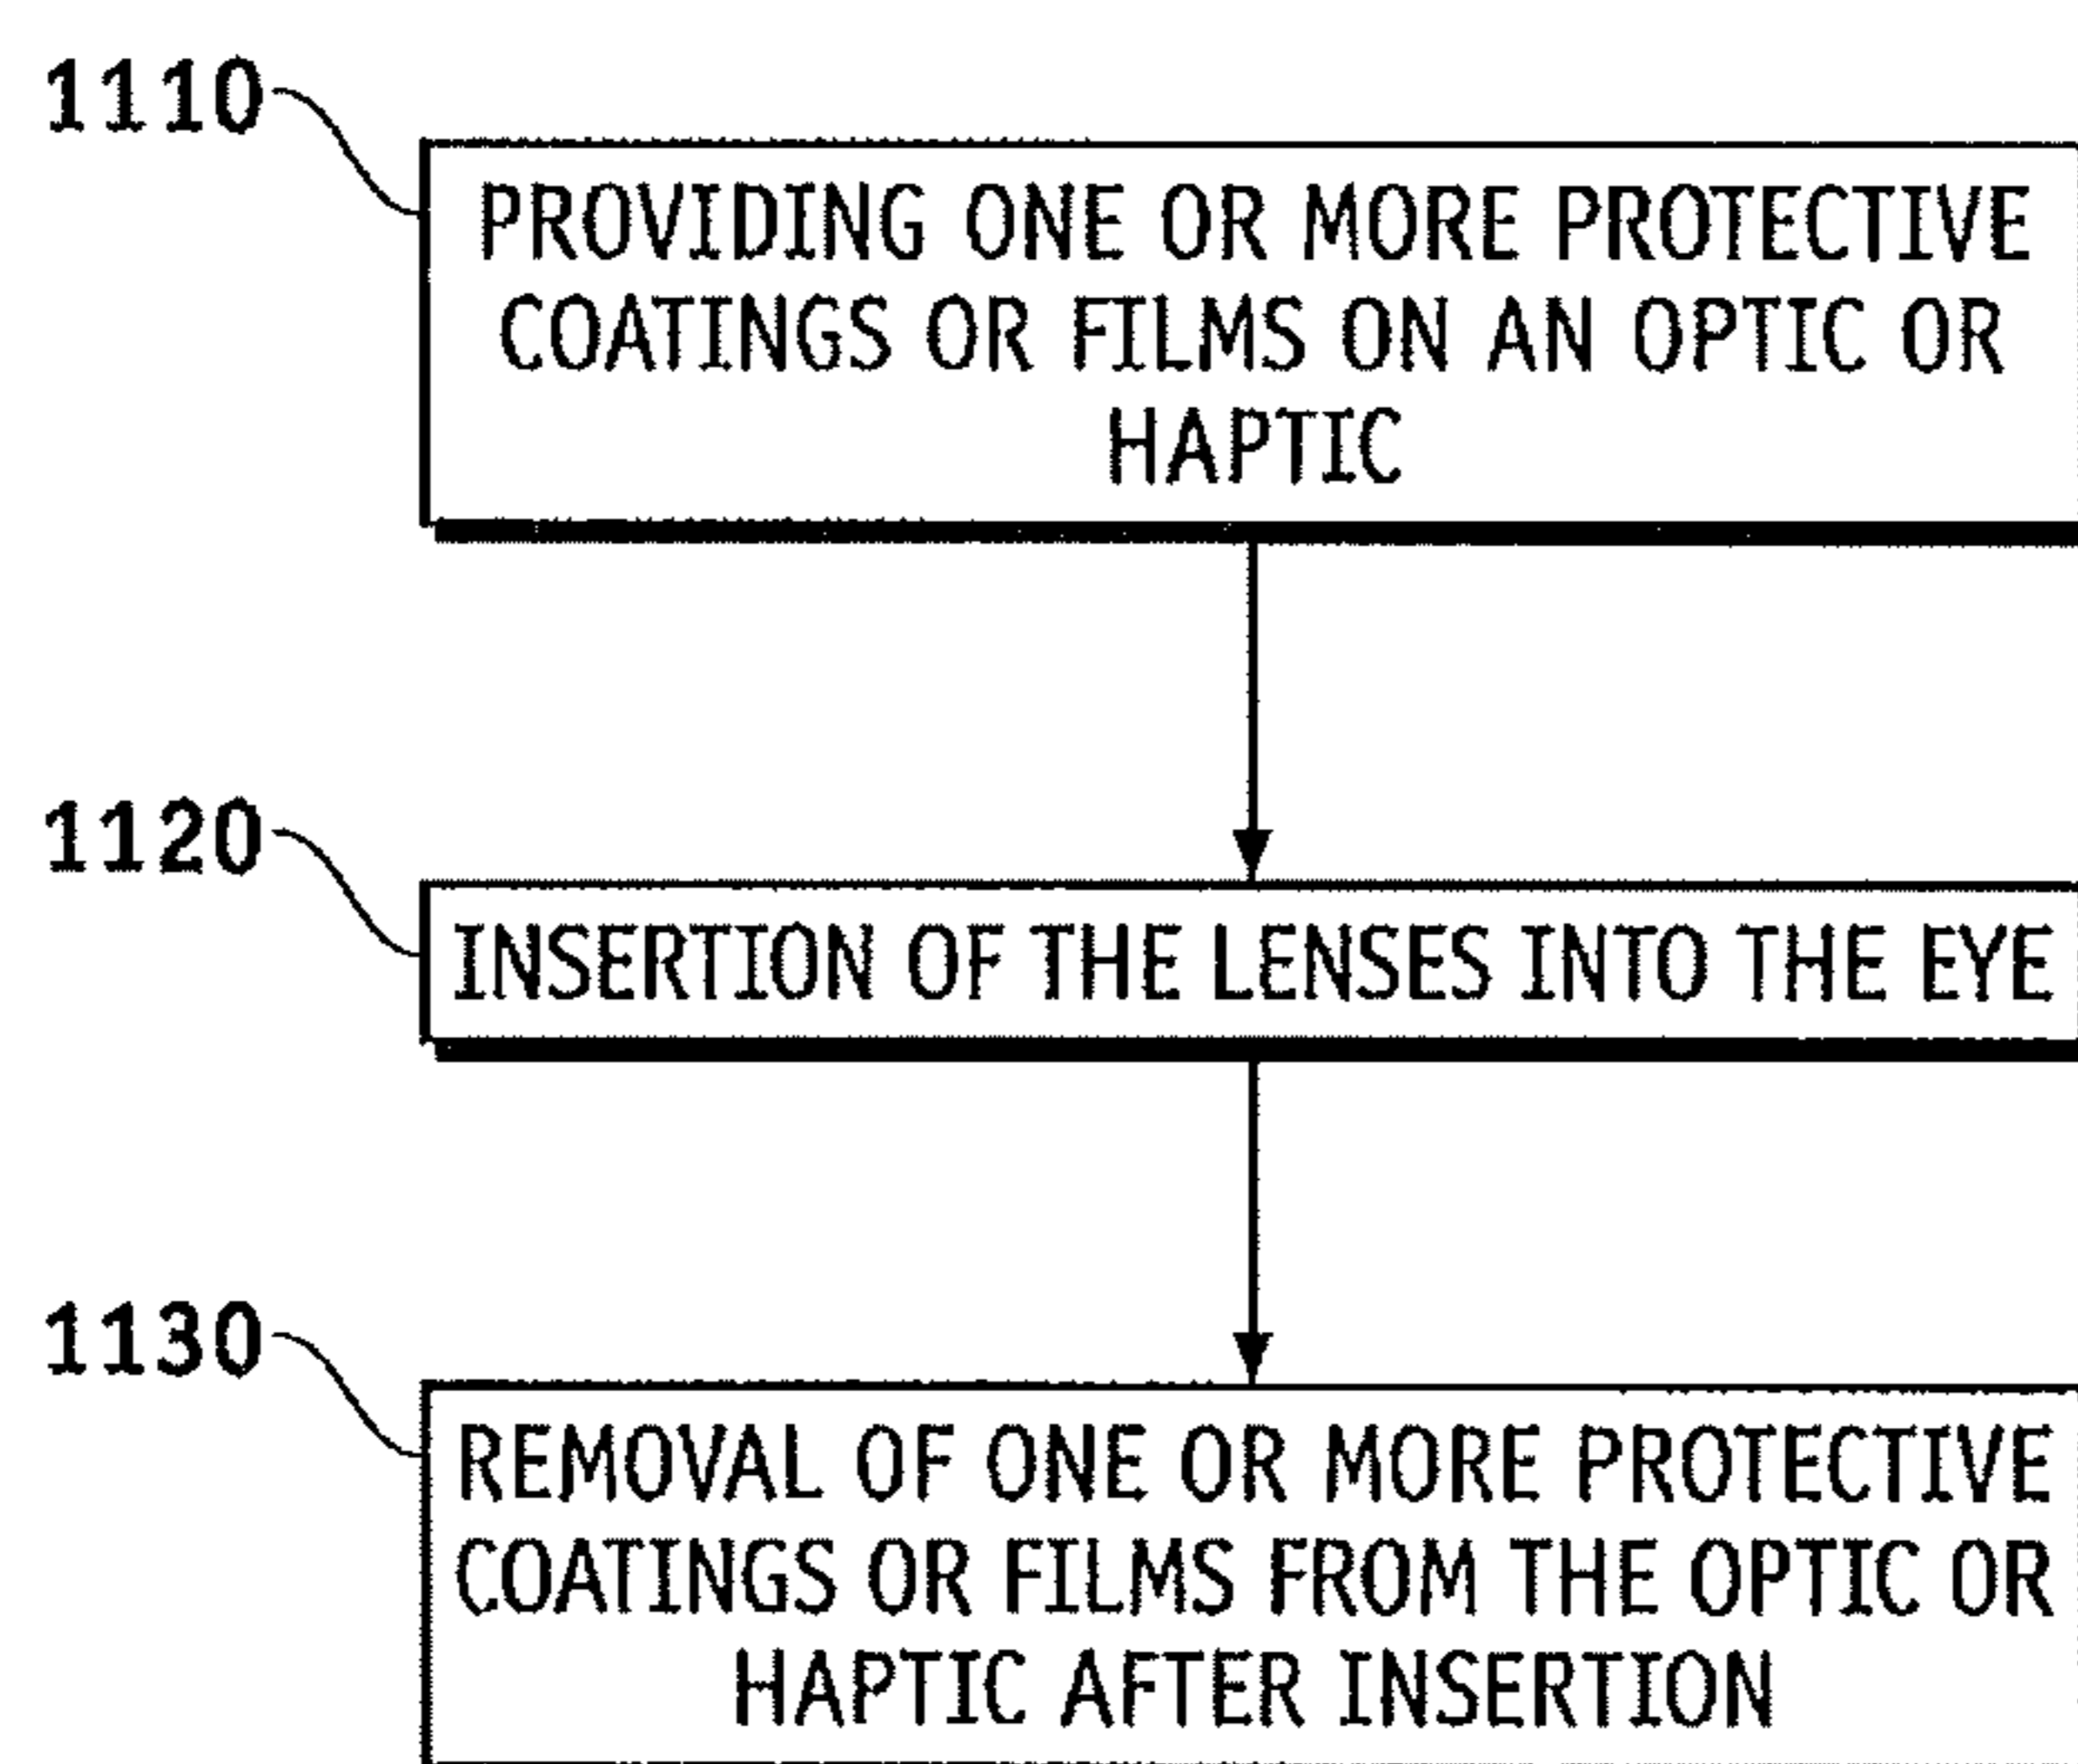 1110
PROVIDING ONE OR MORE PROTECTIVE
COATINGS OR FILMS ON AN OPTIC OR
HAPTIC
1120
INSERTION OF THE LENSES INTO THE EYE
1130
REMOVAL OF ONE OR MORE PROTECTIVE
COATINGS OR FILMS FROM THE OPTIC OR
HAPTIC AFTER INSERTION